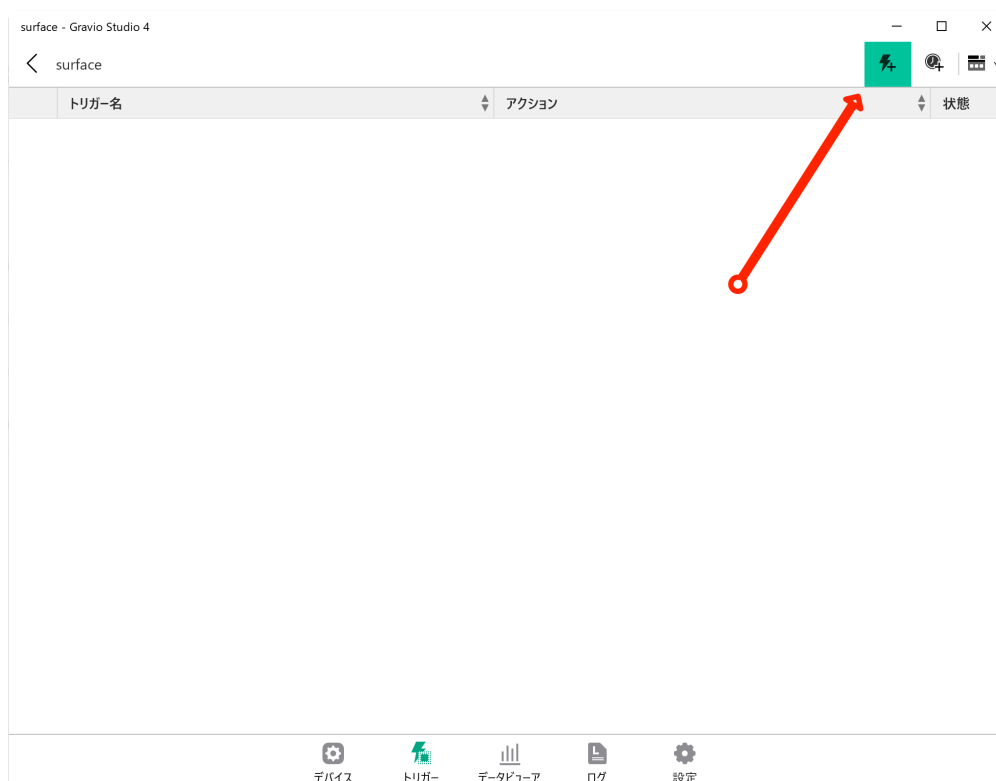 surface - Gravio Studio 4
surface
トリガー名 アクション 状態
デバイス トリガー データビューア ログ 設定